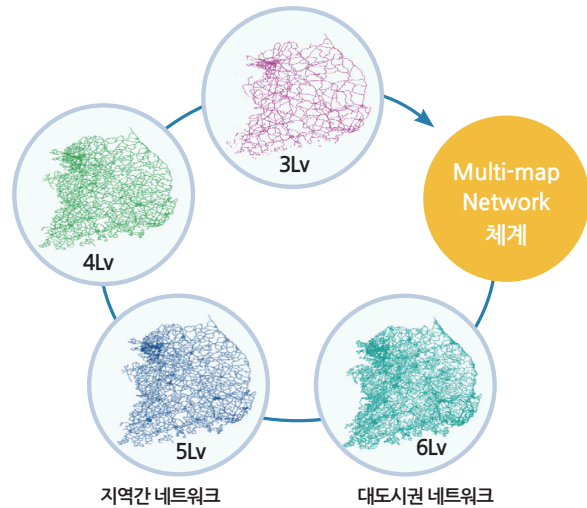 3Lv
4Lv
Multi-map
Network
체계
5Lv
6Lv
지역간 네트워크
대도시권 네트워크